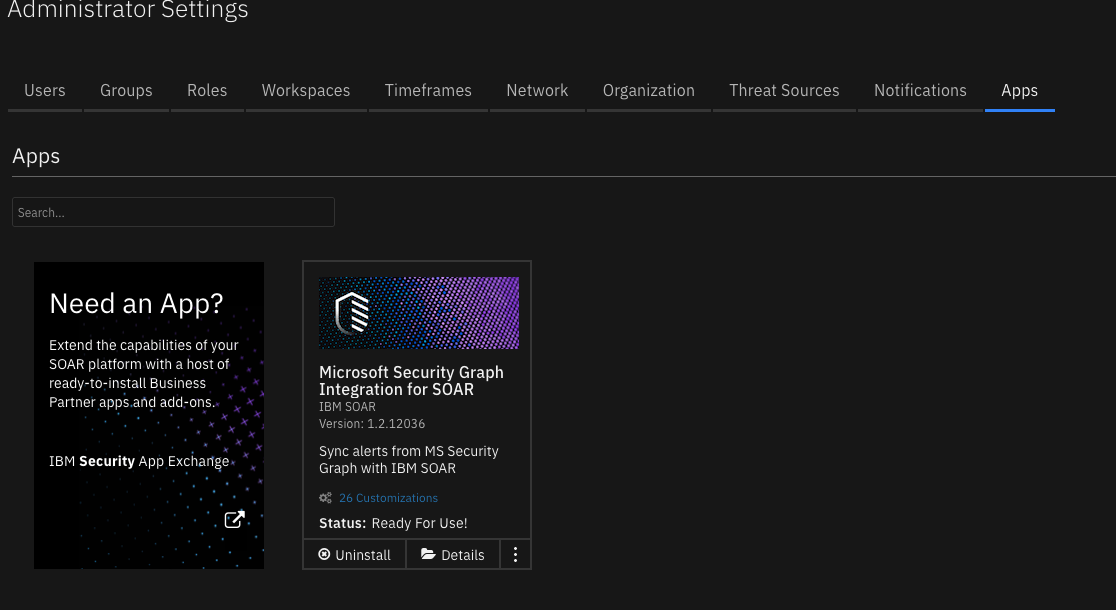 Administrator Settings
Users Groups Roles Workspaces Timeframes Network Organization Threat Sources Notifications Apps
Apps
Search...
Need an App?
Extend the capabilities of your
SOAR platform with a host of
ready-to-install Business
Partner apps and add-ons.
IBM Security App Exchange
Microsoft Security Graph
Integration for SOAR
IBM SOAR
Version: 1.2.12036
Sync alerts from MS Security
Graph with IBM SOAR
26 Customizations
Status: Ready For Use!
Uninstall Details